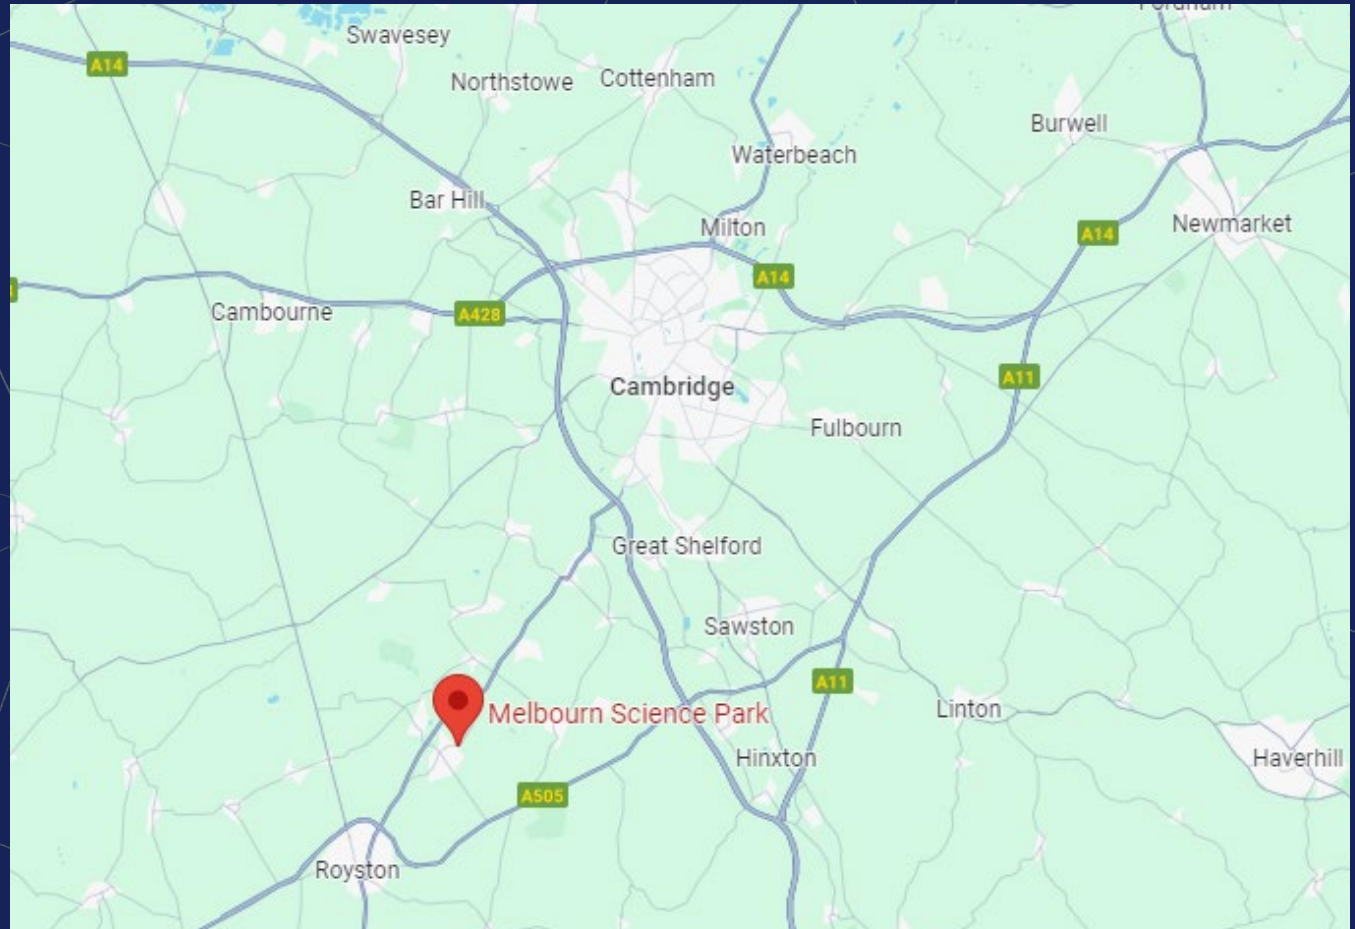 Fordham
Swavesey
A14
Northstowe
Cottenham
Burwell
Waterbeach
Bar Hill
Milton
Newmarket
A14
A14
Cambourne
A428
A11
Cambridge
Fulbourn
Great Shelford
Sawston
A11
Melbourn Science Park
Linton
Hinxton
Haverhill
A505
Royston